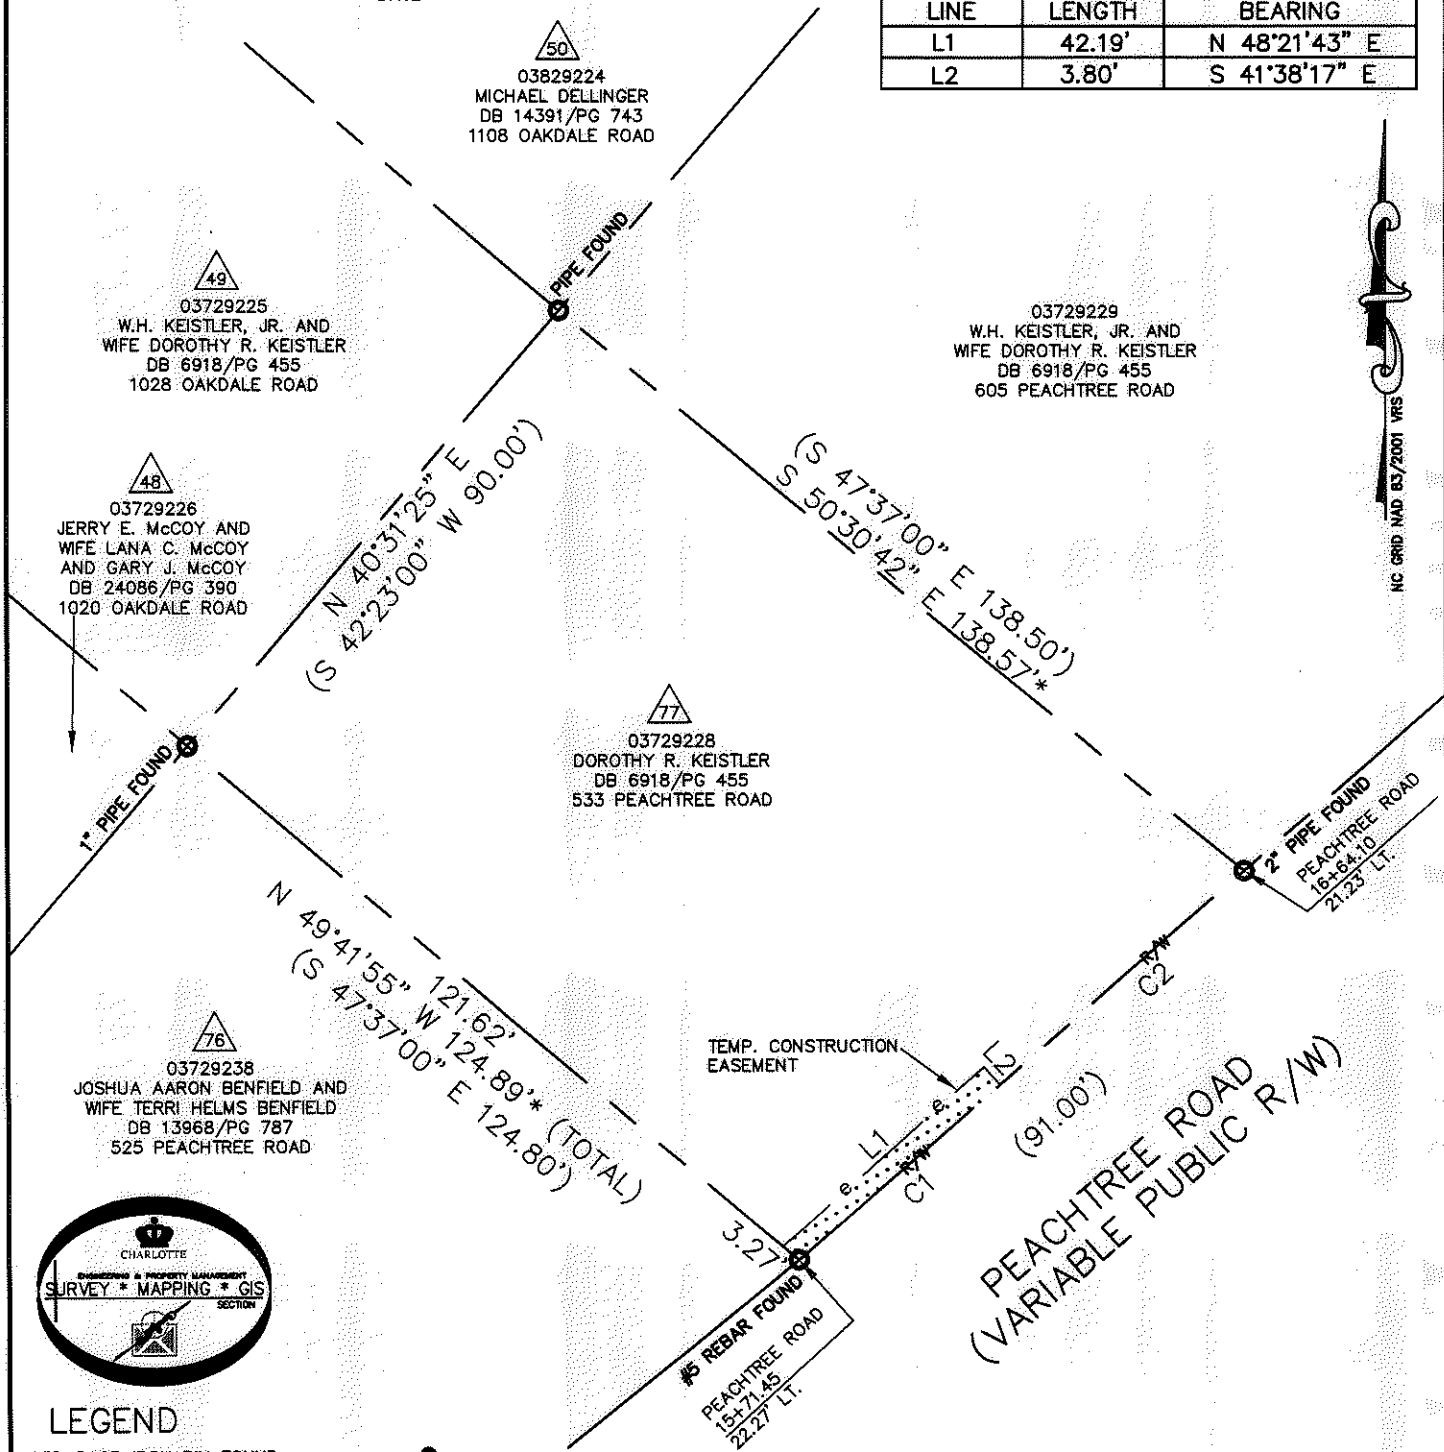 LINE LENGTH BEARING
L1 42.19' N 48°21'43" E
L2 3.80' S 41°38'17" E
50
03829224
MICHAEL DELLINGER
DB 14391/PG 743
1108 OAKDALE ROAD
PIPE FOUND
49
03729225
W.H. KEISTLER, JR. AND
WIFE DOROTHY R. KEISTLER
DB 6918/PG 455
1028 OAKDALE ROAD
03729229
W.H. KEISTLER, JR. AND
WIFE DOROTHY R. KEISTLER
DB 6918/PG 455
605 PEACHTREE ROAD
NC GRID NAD 83/2001 VRS
48
03729226
JERRY E. McCOY AND
WIFE LANA C. McCOY
AND GARY J. McCOY
DB 24086/PG 390
1020 OAKDALE ROAD
N 40°31'25" E
(S 42°23'00" W 90.00')
(S 47°37'00" E 138.50')
S 50°30'42" E 138.57'*
77
03729228
DOROTHY R. KEISTLER
DB 6918/PG 455
533 PEACHTREE ROAD
1" PIPE FOUND
2" PIPE FOUND
PEACHTREE ROAD
16+64.10
21.23' LT.
N 49°41'55" W 124.89'* (TOTAL)
121.62'
(S 47°37'00" E 124.80')
R/W
C2
76
03729238
JOSHUA AARON BENFIELD AND
WIFE TERRI HELMS BENFIELD
DB 13968/PG 787
525 PEACHTREE ROAD
TEMP. CONSTRUCTION
EASEMENT
L2
e
L1
e
R/W
C1
(91.00')
PEACHTREE ROAD
(VARIABLE PUBLIC R/W)
3.27'
#5 REBAR FOUND
PEACHTREE ROAD
15+71.45
22.27' LT.
CHARLOTTE
ENGINEERING & PROPERTY MANAGEMENT
SURVEY * MAPPING * GIS
SECTION
LEGEND